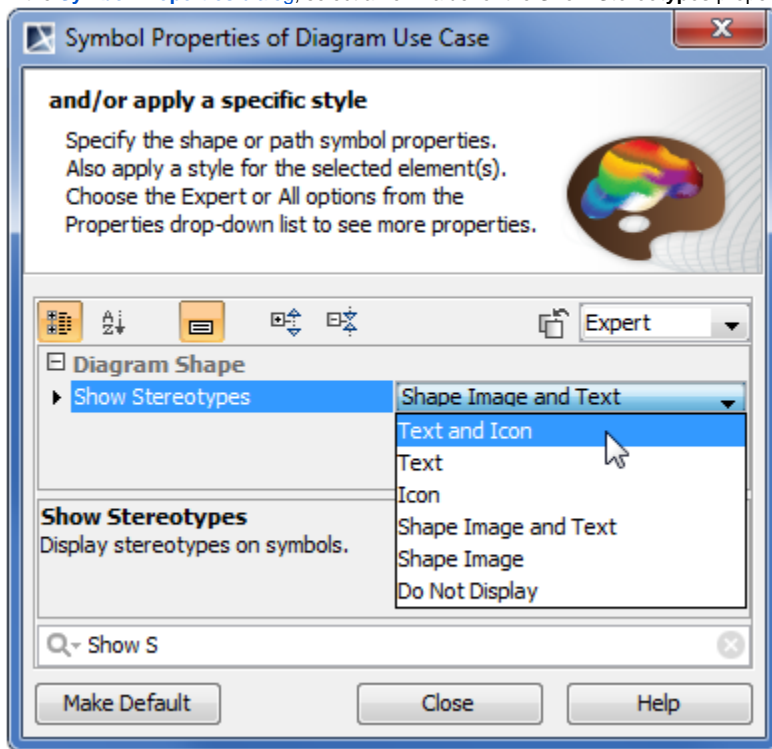 Symbol Properties of Diagram Use Case
and/or apply a specific style
Specify the shape or path symbol properties.
Also apply a style for the selected element(s).
Choose the Expert or All options from the
Properties drop-down list to see more properties.
Expert
Diagram Shape
Show Stereotypes Shape Image and Text
Text and Icon
Text
Icon
Shape Image and Text
Shape Image
Do Not Display
Show Stereotypes
Display stereotypes on symbols.
Show S
Make Default Close Help